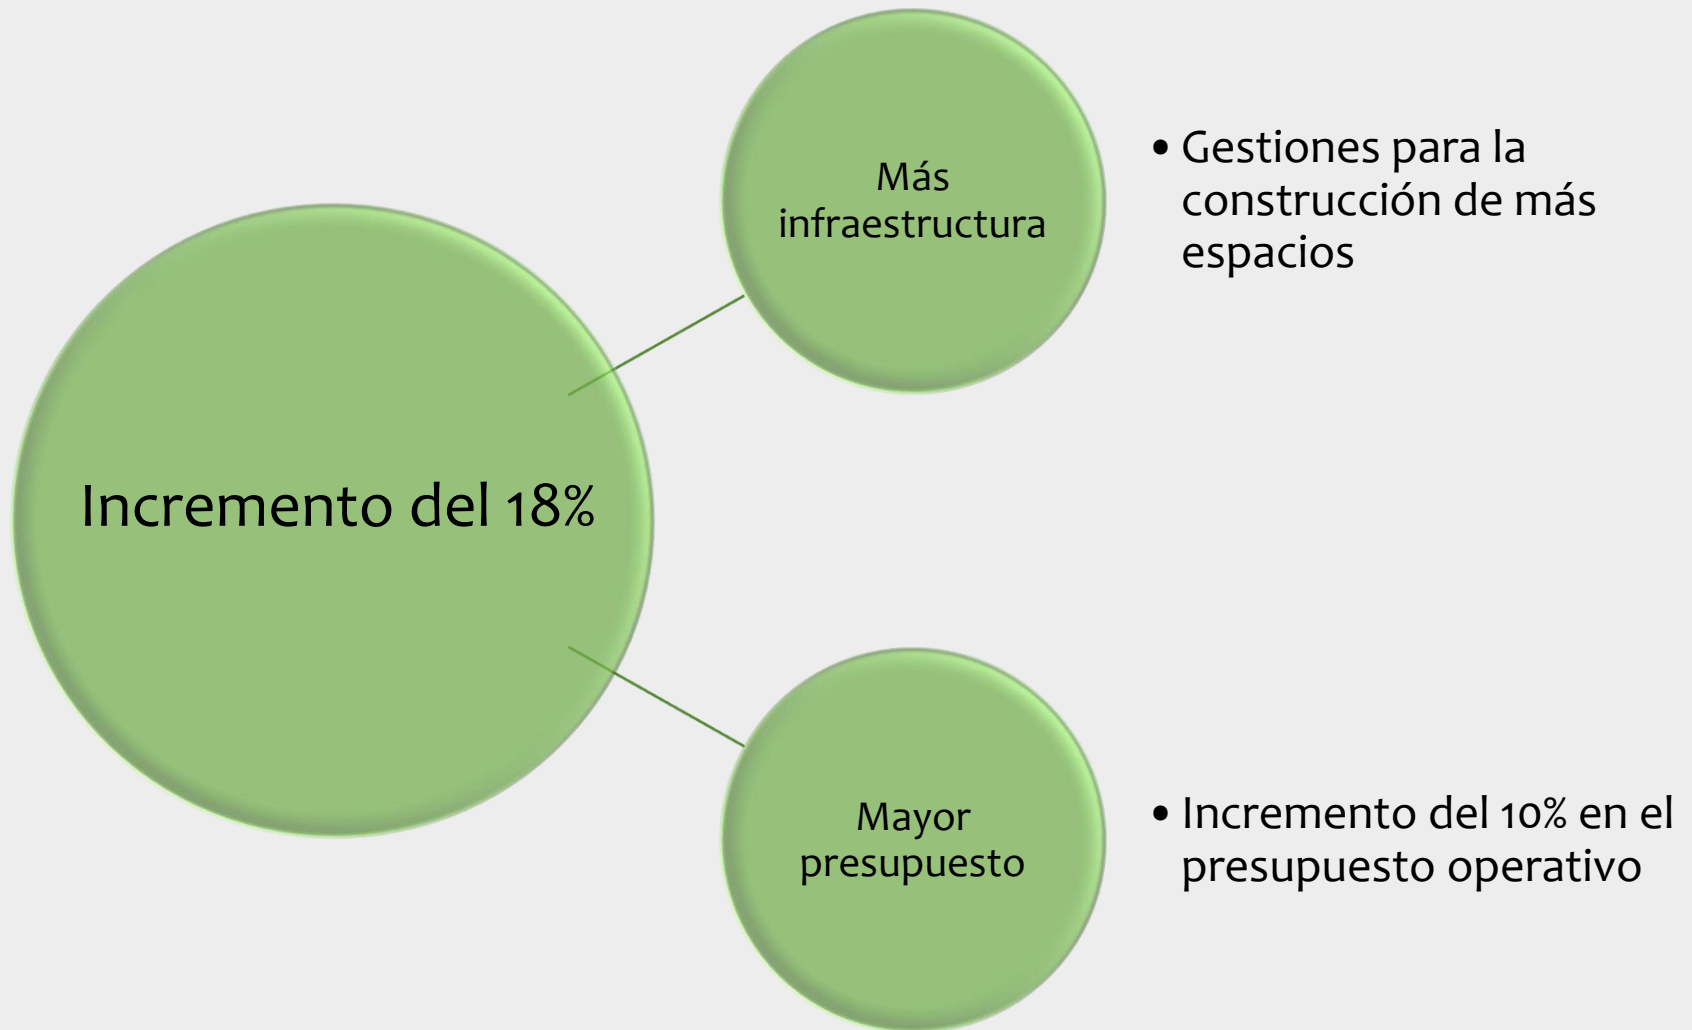 Incremento del 18%
Más
infraestructura
• Gestiones para la
construcción de más
espacios
Mayor
presupuesto
• Incremento del 10% en el
presupuesto operativo